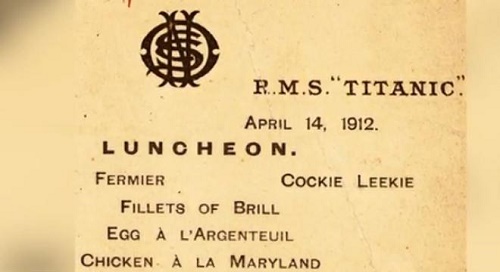 R.M.S. "TITANIC."
APRIL 14, 1912.
LUNCHEON.
FERMIER COCKIE LEEKIE
FILLETS OF BRILL
EGG À L'ARGENTEUIL
CHICKEN À LA MARYLAND